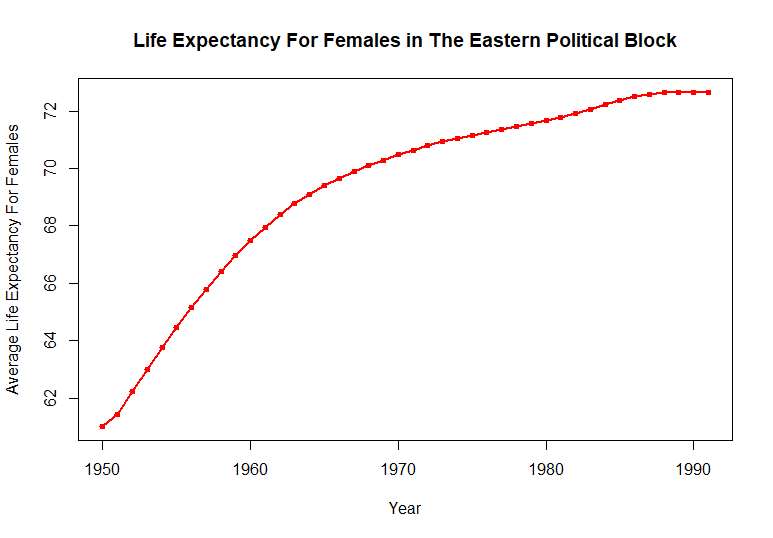 Life Expectancy For Females in The Eastern Political Block
Average Life Expectancy For Females
72
70
68
66
64
62
1950 1960 1970 1980 1990
Year